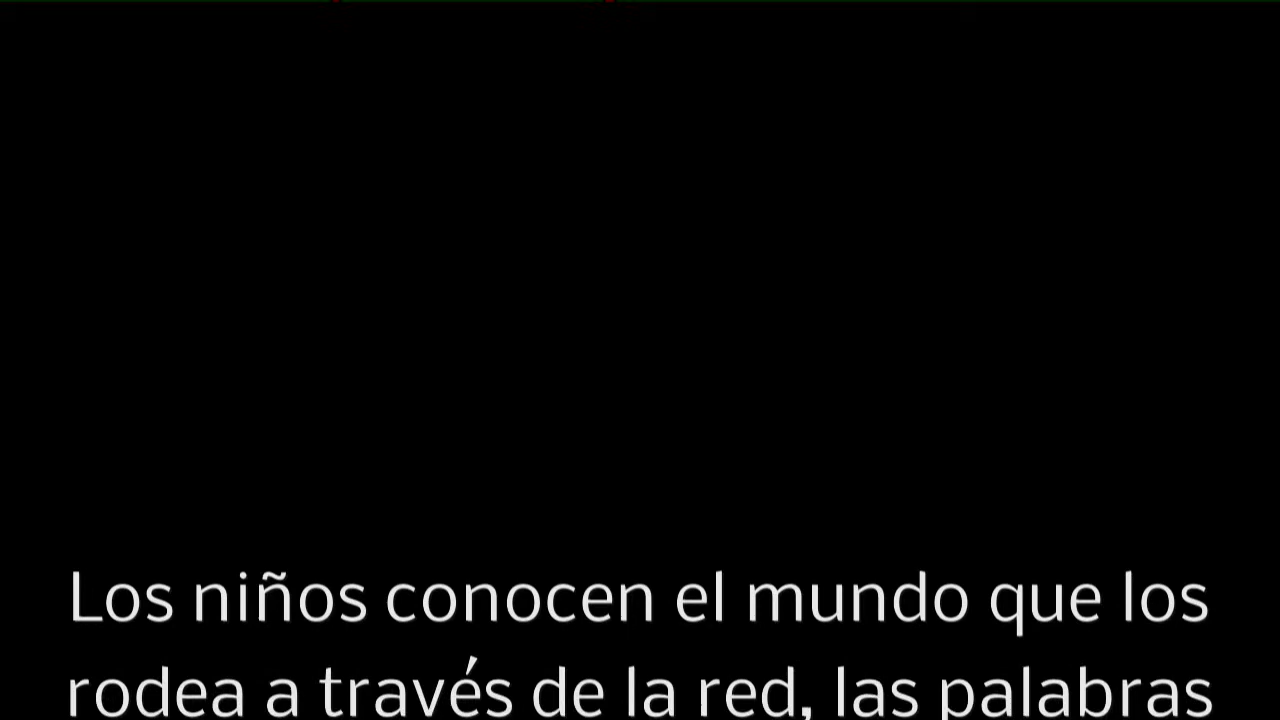 Los niños conocen el mundo que los
rodea a través de la red, las palabras